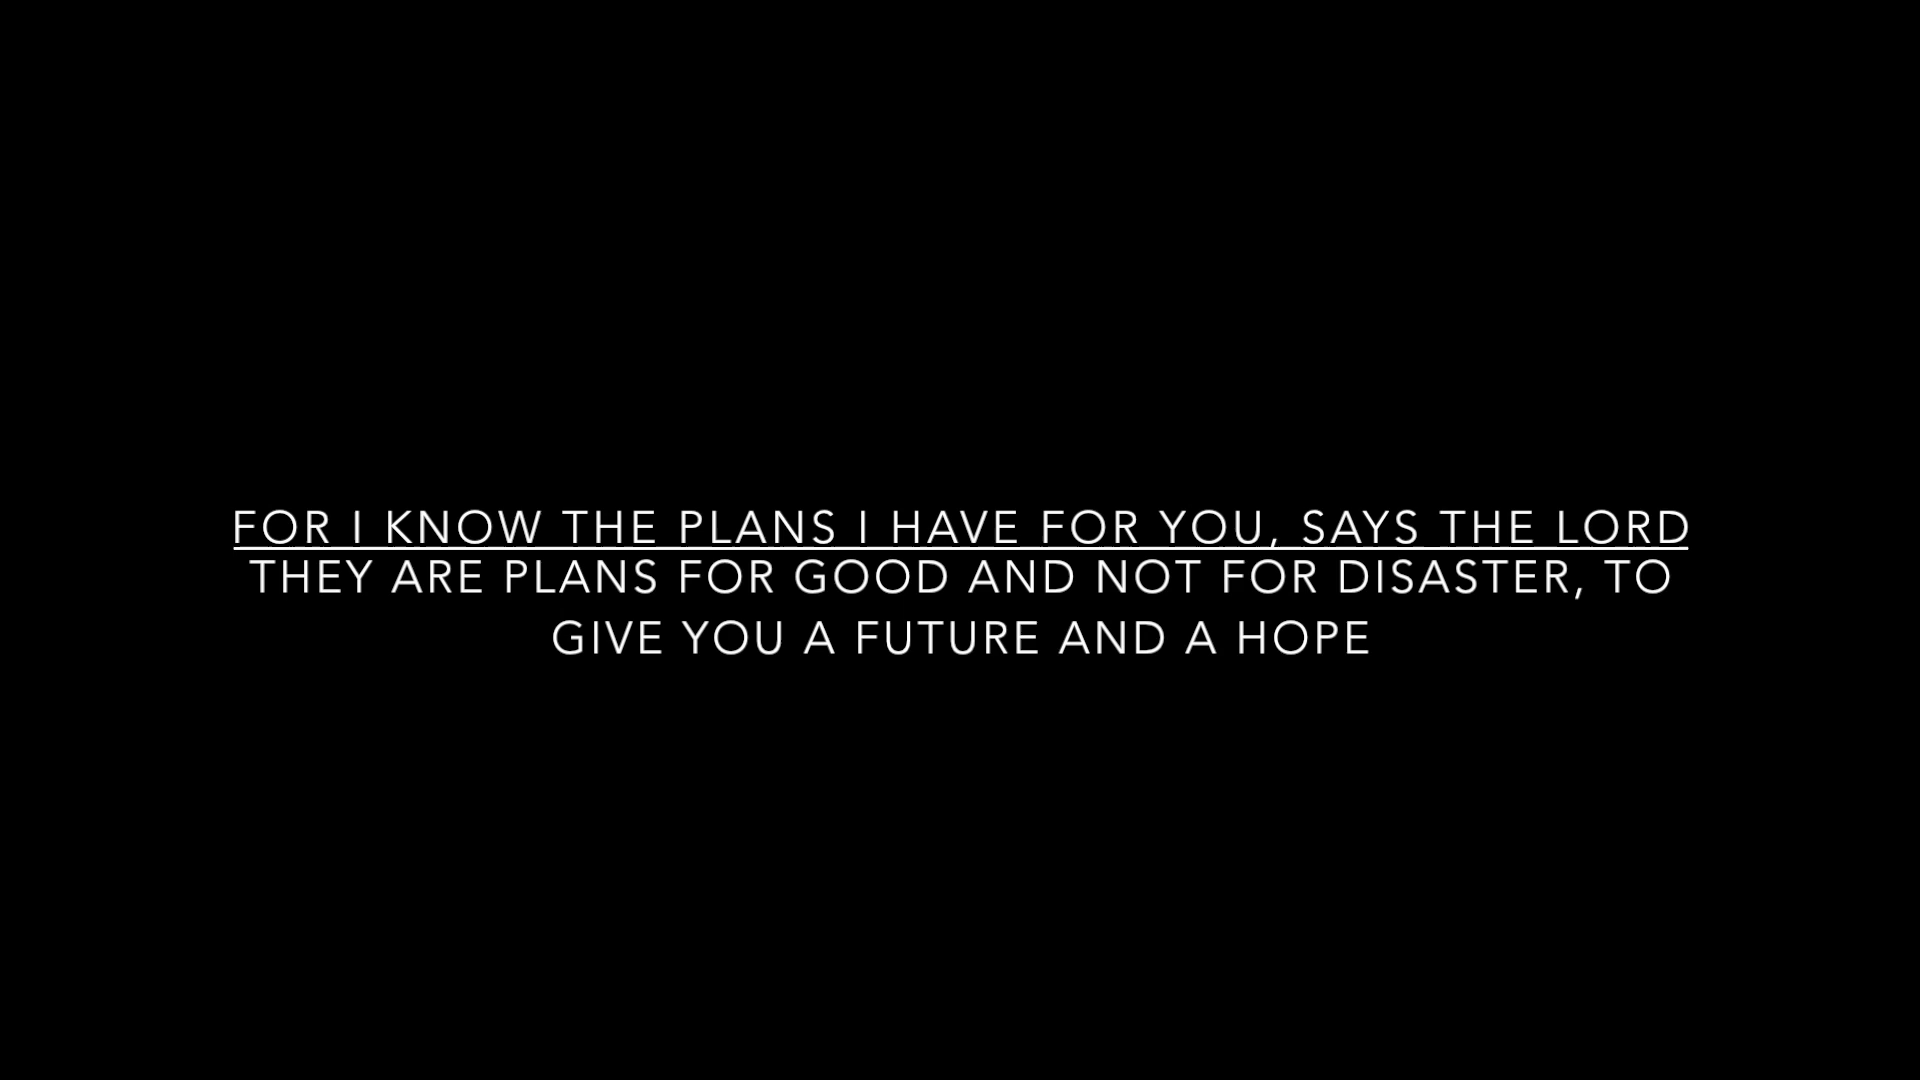 FOR I KNOW THE PLANS I HAVE FOR YOU, SAYS THE LORD
THEY ARE PLANS FOR GOOD AND NOT FOR DISASTER, TO
GIVE YOU A FUTURE AND A HOPE